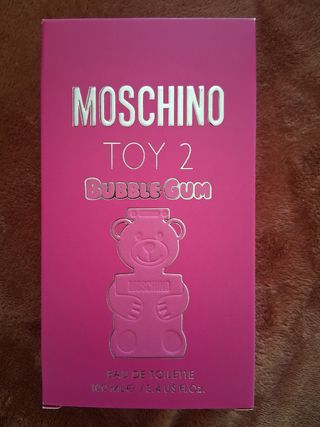 MOSCHINO
TOY 2
BUBBLE GUM
MOSCHINO
EAU DE TOILETTE
100 ML ℮ / 3.4 US Fl.Oz.